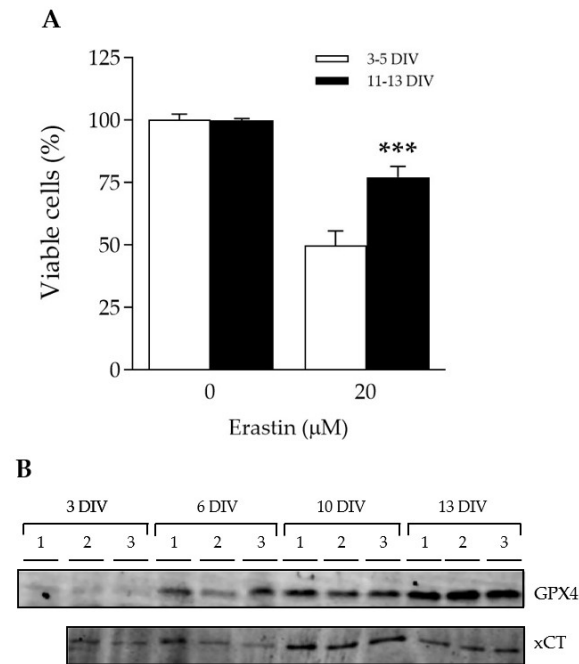 A
125
100
75
50
25
0
Viable cells (%)
3-5 DIV
11-13 DIV
***
0 20
Erastin (μM)
B
3 DIV 6 DIV 10 DIV 13 DIV
1 2 3 1 2 3 1 2 3 1 2 3
GPX4
xCT